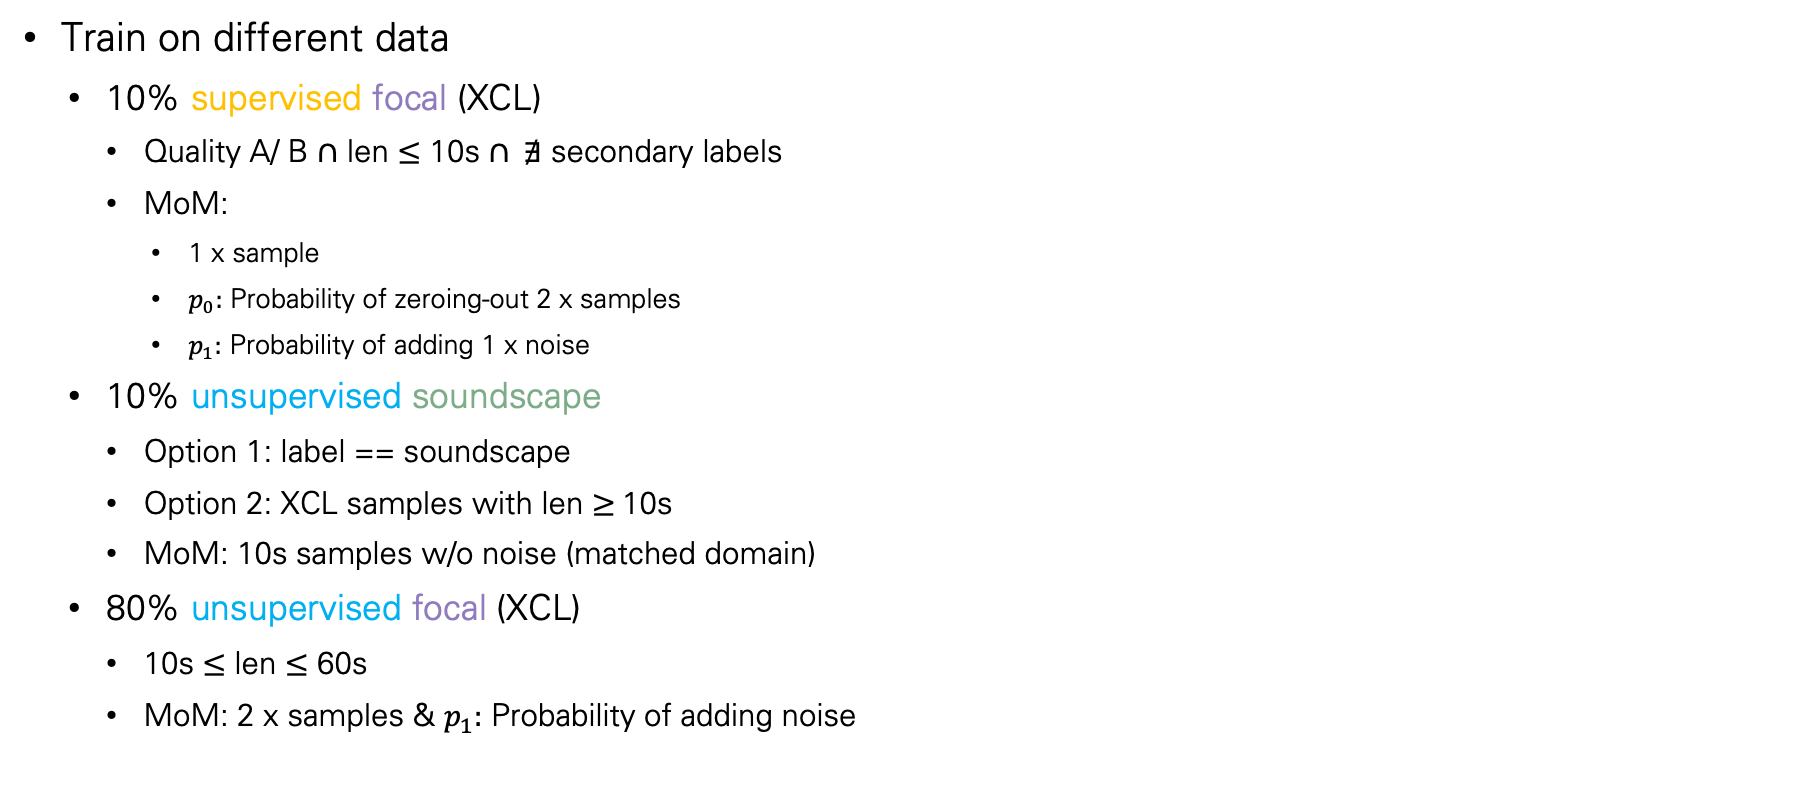 • Train on different data
• 10% supervised focal (XCL)
• Quality A/ B ∩ len ≤ 10s ∩ ∄ secondary labels
• MoM:
• 1 x sample
• p₀: Probability of zeroing-out 2 x samples
• p₁: Probability of adding 1 x noise
• 10% unsupervised soundscape
• Option 1: label == soundscape
• Option 2: XCL samples with len ≥ 10s
• MoM: 10s samples w/o noise (matched domain)
• 80% unsupervised focal (XCL)
• 10s ≤ len ≤ 60s
• MoM: 2 x samples & p₁: Probability of adding noise